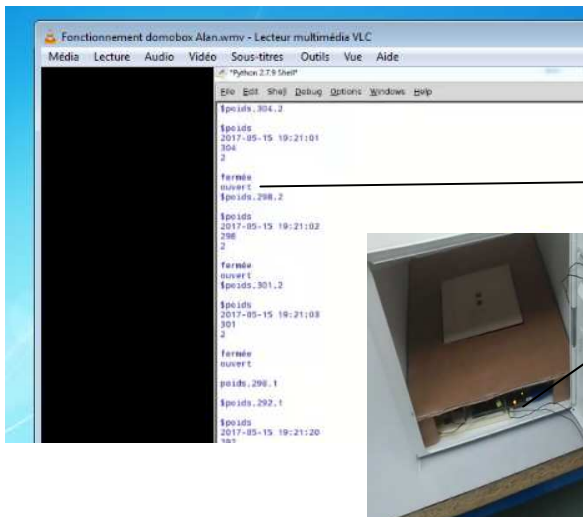 Fonctionnement domobox Alan.wmv - Lecteur multimédia VLC
Média Lecture Audio Vidéo Sous-titres Outils Vue Aide
*Python 2.7.9 Shell*
File Edit Shell Debug Options Windows Help
$poids.304.2
$poids
2017-05-15 19:21:01
304
2
fermée
ouvert
$poids.298.2
$poids
2017-05-15 19:21:02
298
2
fermée
ouvert
$poids.301.2
$poids
2017-05-15 19:21:03
301
2
fermée
ouvert
poids.290.1
$poids.292.1
$poids
2017-05-15 19:21:20
292